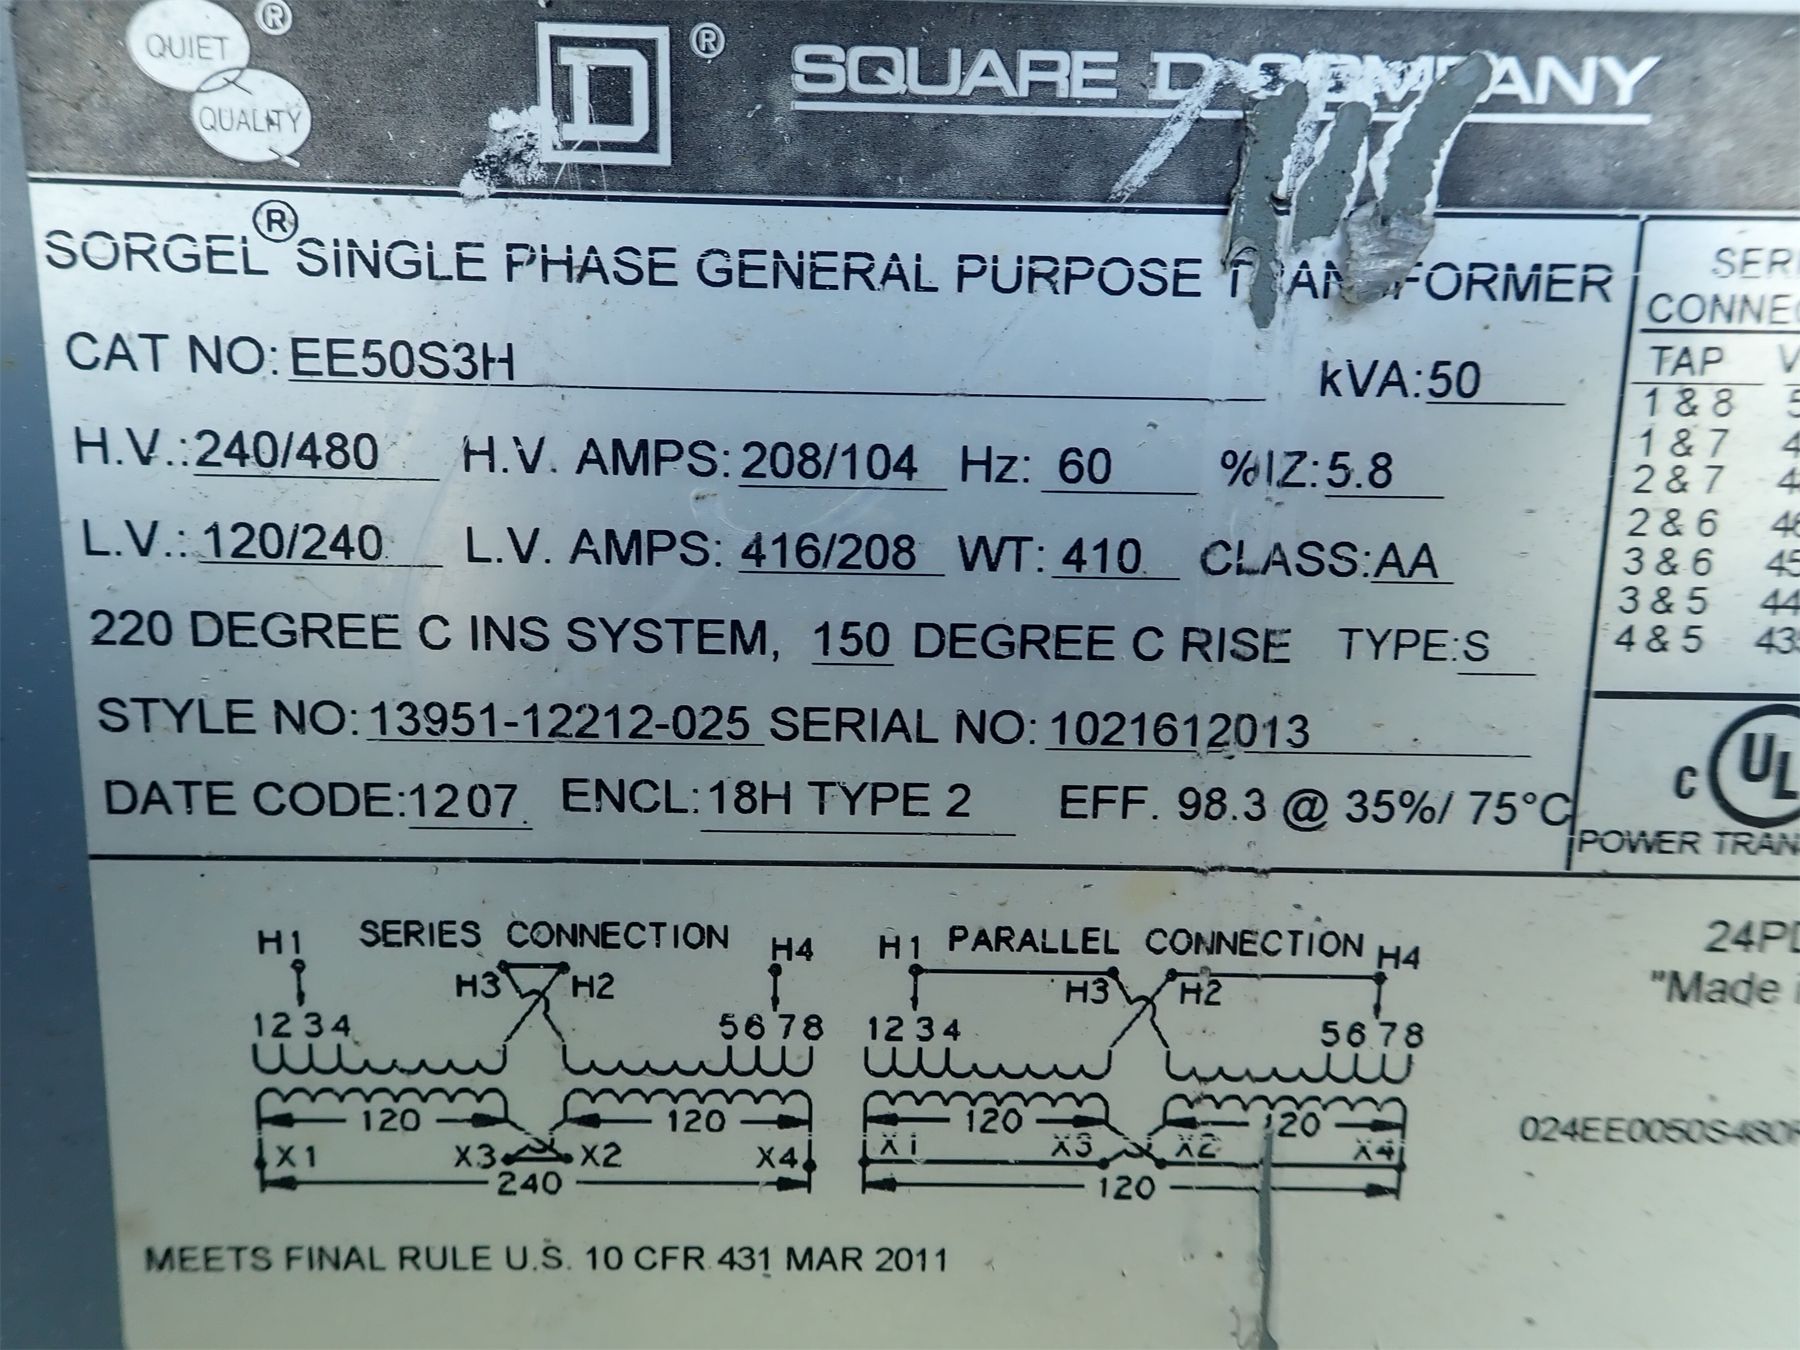 QUIET ®
QUALITY
D ® SQUARE D COMPANY
SORGEL® SINGLE PHASE GENERAL PURPOSE TRANSFORMER
CAT NO: EE50S3H kVA: 50
H.V.: 240/480 H.V. AMPS: 208/104 Hz: 60 %IZ: 5.8
L.V.: 120/240 L.V. AMPS: 416/208 WT: 410 CLASS: AA
220 DEGREE C INS SYSTEM, 150 DEGREE C RISE TYPE: S
STYLE NO: 13951-12212-025 SERIAL NO: 1021612013
DATE CODE: 1207 ENCL: 18H TYPE 2 EFF. 98.3 @ 35%/ 75°C
TAP
1 & 8
1 & 7
2 & 7
2 & 6
3 & 6
3 & 5
4 & 5
C UL
POWER
SERIES CONNECTION
H1 H3 H2 H4
1 2 3 4 5 6 7 8
120 120
X1 X3 X2 X4
240
PARALLEL CONNECTION
H1 H3 H2 H4
1 2 3 4 5 6 7 8
120 120
X1 X3 X2 X4
120
"Made
MEETS FINAL RULE U.S. 10 CFR 431 MAR 2011